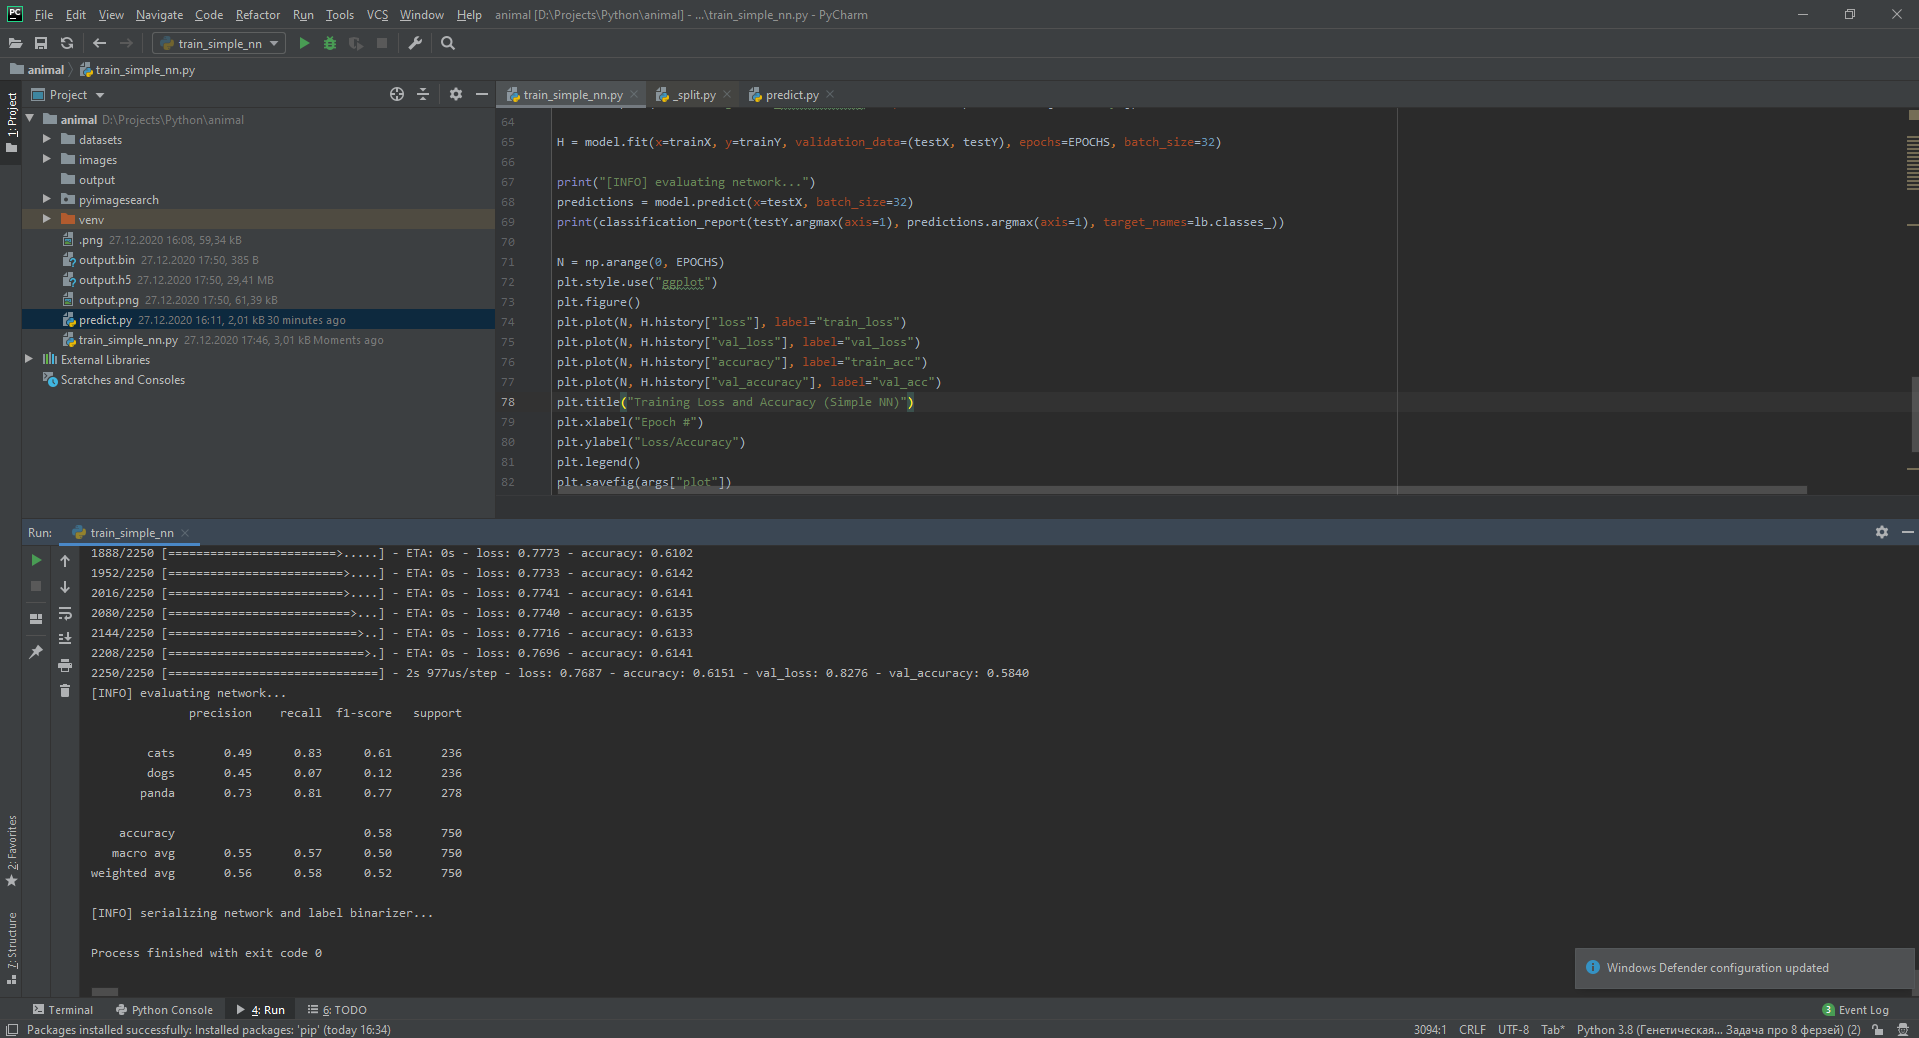 PC File Edit View Navigate Code Refactor Run Tools VCS Window Help animal [D:\Projects\Python\animal] - ...\train_simple_nn.py - PyCharm
train_simple_nn
animal train_simple_nn.py
1: Project
Project
animal D:\Projects\Python\animal
datasets
images
output
pyimagesearch
venv
.png 27.12.2020 16:08, 59,34 kB
output.bin 27.12.2020 17:50, 385 B
output.h5 27.12.2020 17:50, 29,41 MB
output.png 27.12.2020 17:50, 61,39 kB
predict.py 27.12.2020 16:11, 2,01 kB 30 minutes ago
train_simple_nn.py 27.12.2020 17:46, 3,01 kB Moments ago
External Libraries
Scratches and Consoles
train_simple_nn.py _split.py predict.py
64
65 H = model.fit(x=trainX, y=trainY, validation_data=(testX, testY), epochs=EPOCHS, batch_size=32)
66
67 print("[INFO] evaluating network...")
68 predictions = model.predict(x=testX, batch_size=32)
69 print(classification_report(testY.argmax(axis=1), predictions.argmax(axis=1), target_names=lb.classes_))
70
71 N = np.arange(0, EPOCHS)
72 plt.style.use("ggplot")
73 plt.figure()
74 plt.plot(N, H.history["loss"], label="train_loss")
75 plt.plot(N, H.history["val_loss"], label="val_loss")
76 plt.plot(N, H.history["accuracy"], label="train_acc")
77 plt.plot(N, H.history["val_accuracy"], label="val_acc")
78 plt.title("Training Loss and Accuracy (Simple NN)")
79 plt.xlabel("Epoch #")
80 plt.ylabel("Loss/Accuracy")
81 plt.legend()
82 plt.savefig(args["plot"])
Run: train_simple_nn
1888/2250 [========================>.....] - ETA: 0s - loss: 0.7773 - accuracy: 0.6102
1952/2250 [=========================>....] - ETA: 0s - loss: 0.7733 - accuracy: 0.6142
2016/2250 [=========================>....] - ETA: 0s - loss: 0.7741 - accuracy: 0.6141
2080/2250 [==========================>...] - ETA: 0s - loss: 0.7740 - accuracy: 0.6135
2144/2250 [===========================>..] - ETA: 0s - loss: 0.7716 - accuracy: 0.6133
2208/2250 [============================>.] - ETA: 0s - loss: 0.7696 - accuracy: 0.6141
2250/2250 [==============================] - 2s 977us/step - loss: 0.7687 - accuracy: 0.6151 - val_loss: 0.8276 - val_accuracy: 0.5840
[INFO] evaluating network...
precision recall f1-score support
cats 0.49 0.83 0.61 236
dogs 0.45 0.07 0.12 236
panda 0.73 0.81 0.77 278
accuracy 0.58 750
macro avg 0.55 0.57 0.50 750
weighted avg 0.56 0.58 0.52 750
[INFO] serializing network and label binarizer...
Process finished with exit code 0
2: Favorites
7: Structure
Windows Defender configuration updated
Terminal Python Console 4: Run 6: TODO 3 Event Log
Packages installed successfully: Installed packages: 'pip' (today 16:34) 3094:1 CRLF UTF-8 Tab* Python 3.8 (Генетическая... Задача про 8 ферзей) (2)